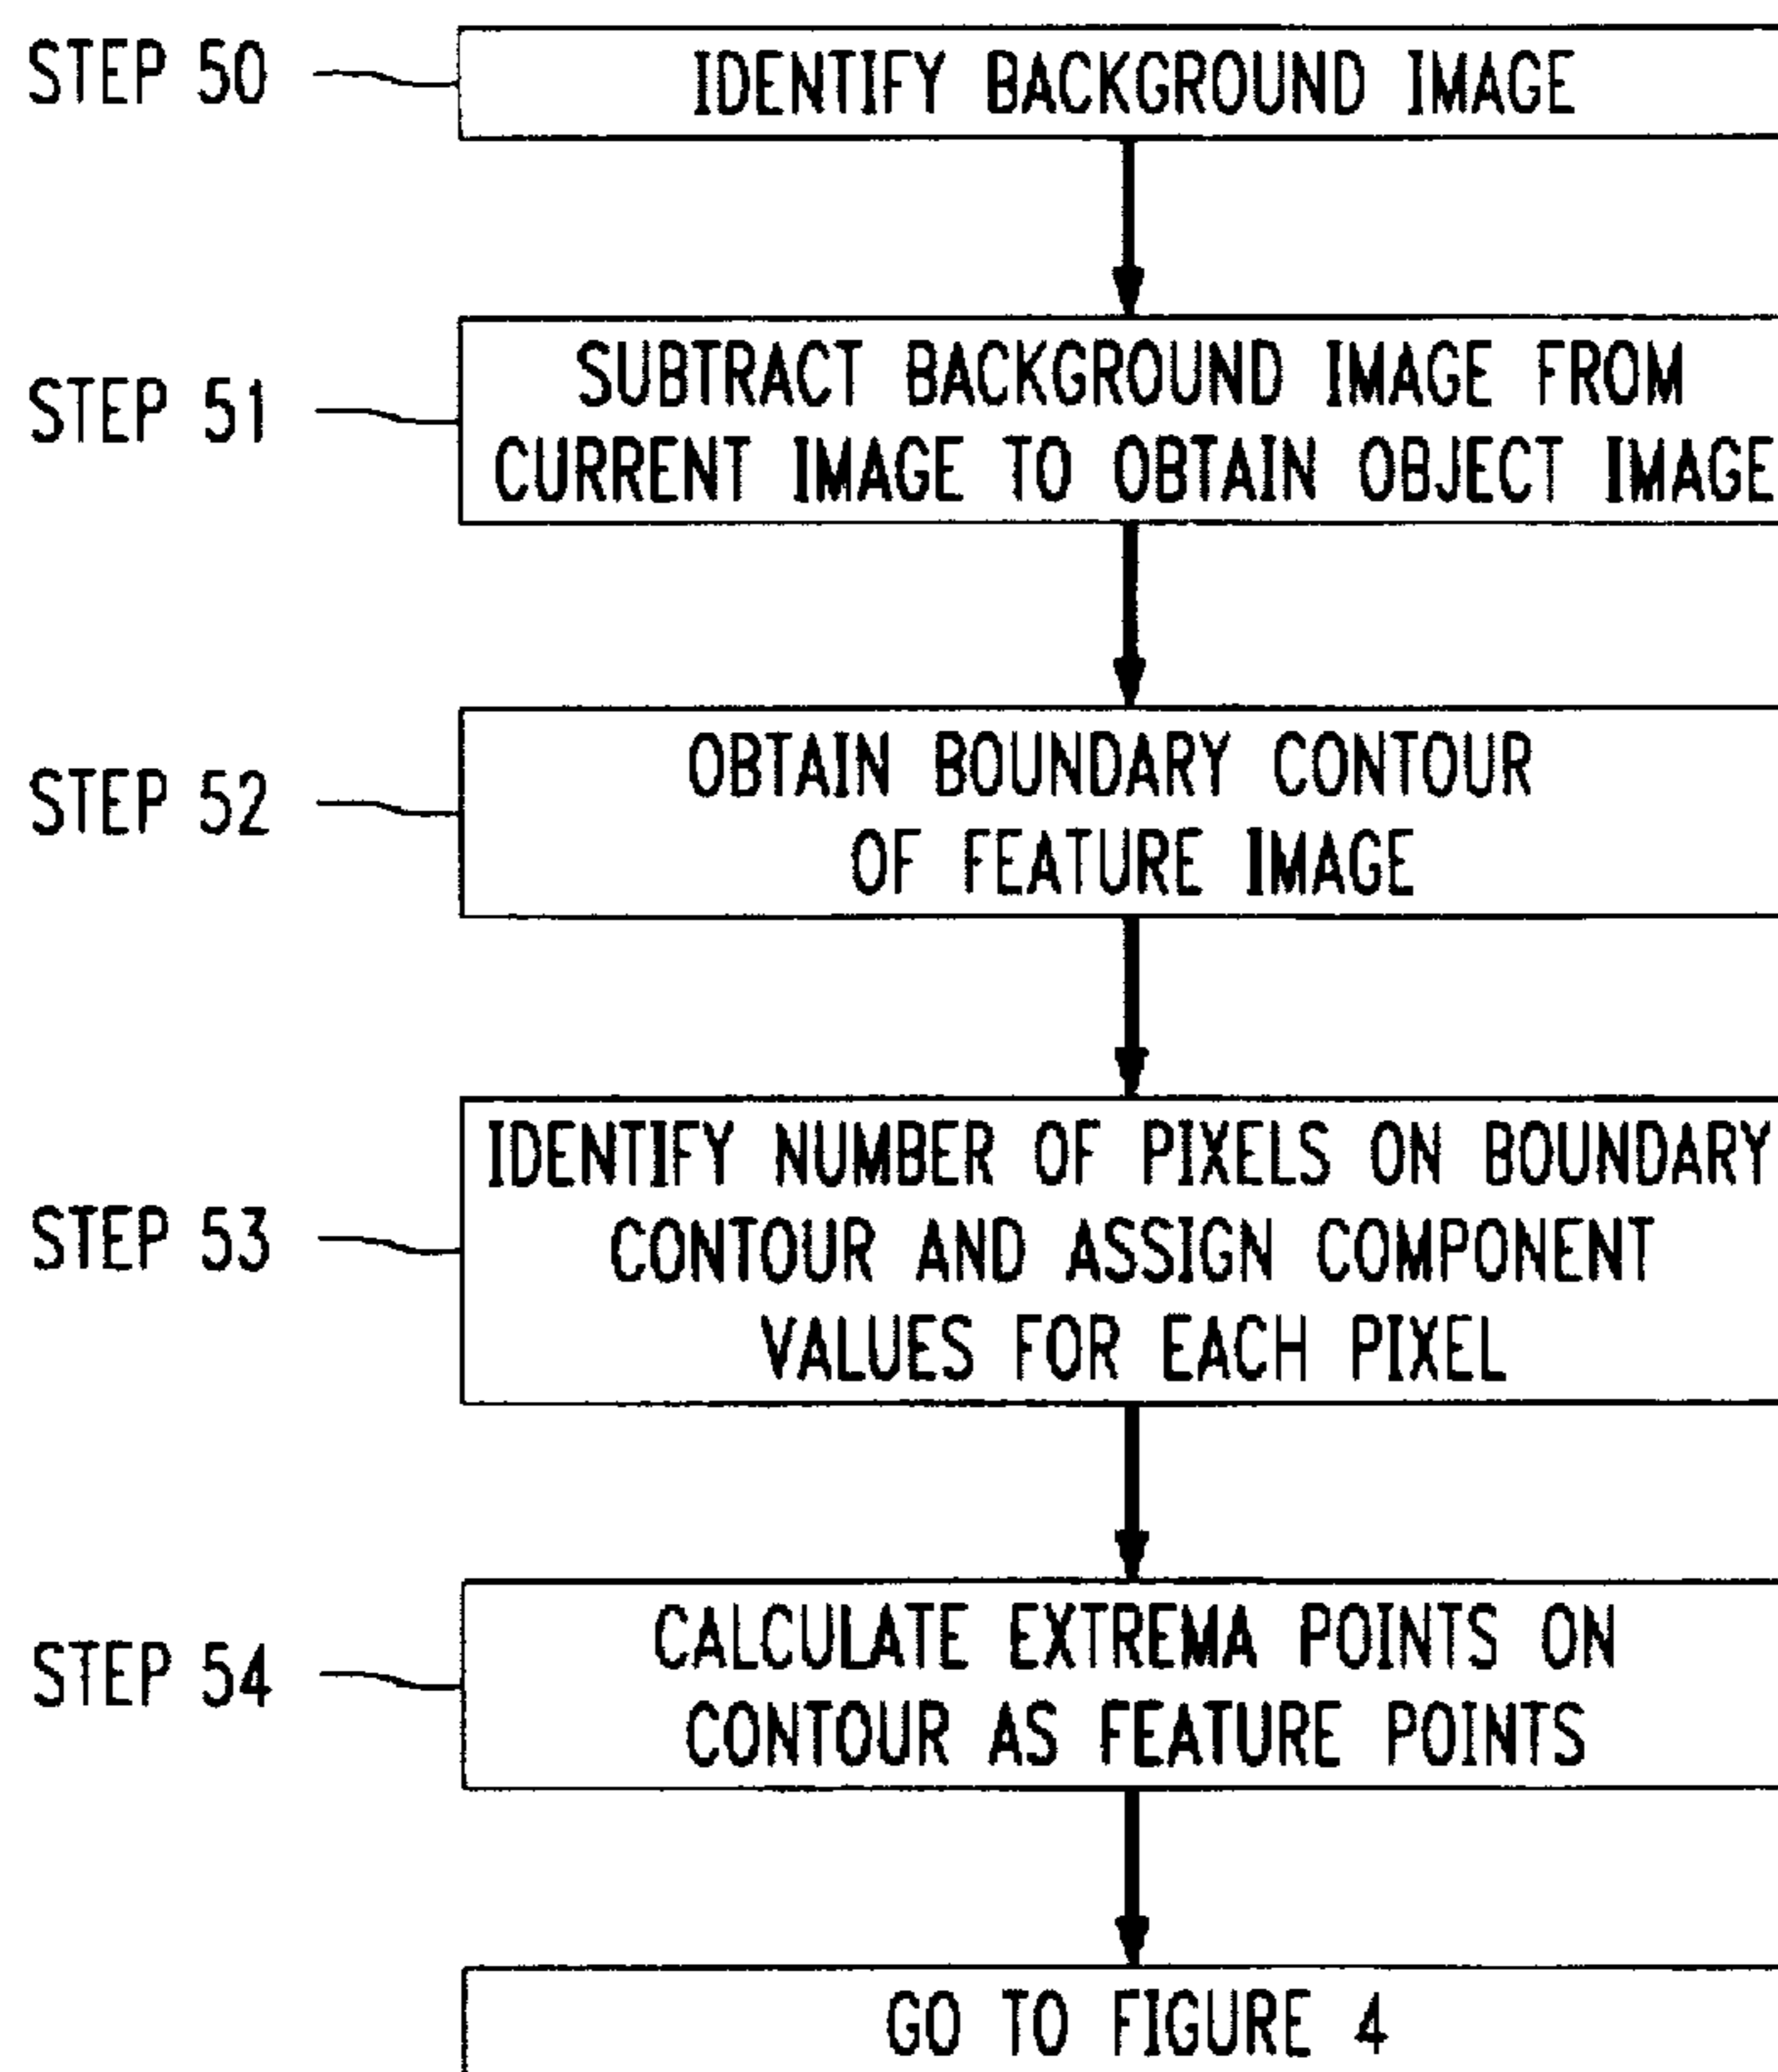 STEP 50
IDENTIFY BACKGROUND IMAGE
STEP 51
SUBTRACT BACKGROUND IMAGE FROM
CURRENT IMAGE TO OBTAIN OBJECT IMAGE
STEP 52
OBTAIN BOUNDARY CONTOUR
OF FEATURE IMAGE
STEP 53
IDENTIFY NUMBER OF PIXELS ON BOUNDARY
CONTOUR AND ASSIGN COMPONENT
VALUES FOR EACH PIXEL
STEP 54
CALCULATE EXTREMA POINTS ON
CONTOUR AS FEATURE POINTS
GO TO FIGURE 4